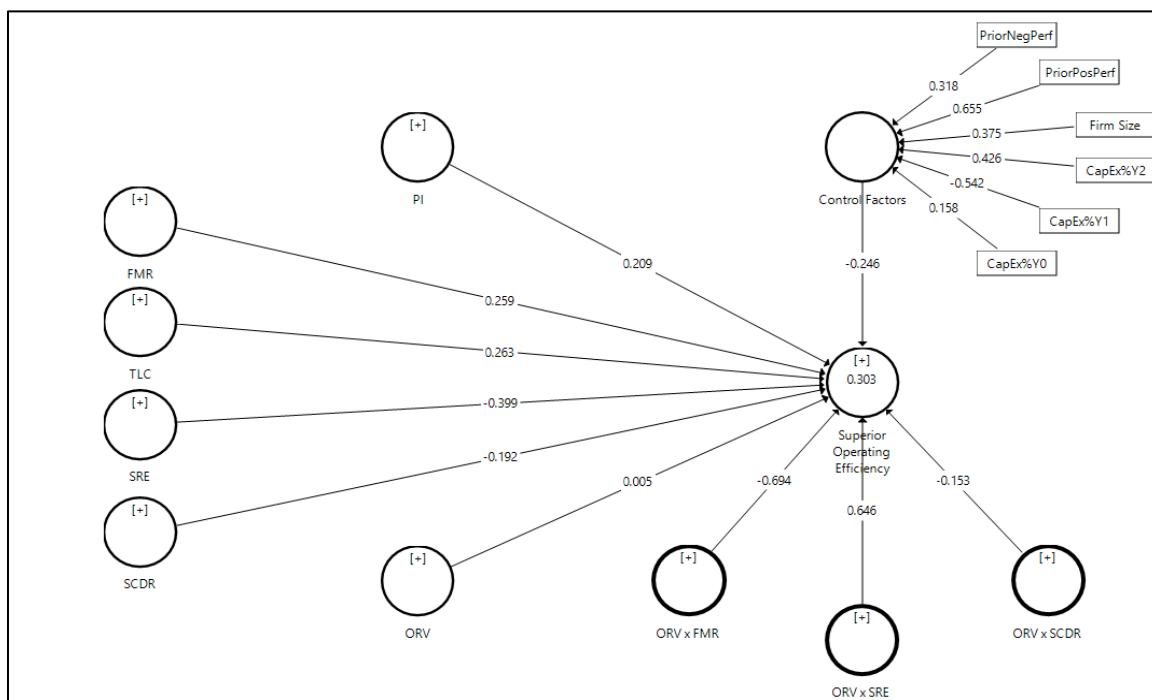 PriorNegPerf
PriorPosPerf
Firm Size
CapEx%Y2
CapEx%Y1
CapEx%Y0
0.318
0.655
0.375
0.426
-0.542
0.158
Control Factors
-0.246
[+]
PI
0.209
[+]
FMR
0.259
[+]
TLC
0.263
[+]
SRE
-0.399
[+]
SCDR
-0.192
[+]
0.303
Superior
Operating
Efficiency
0.005
-0.694
0.646
-0.153
[+]
ORV
[+]
ORV x FMR
[+]
ORV x SRE
[+]
ORV x SCDR